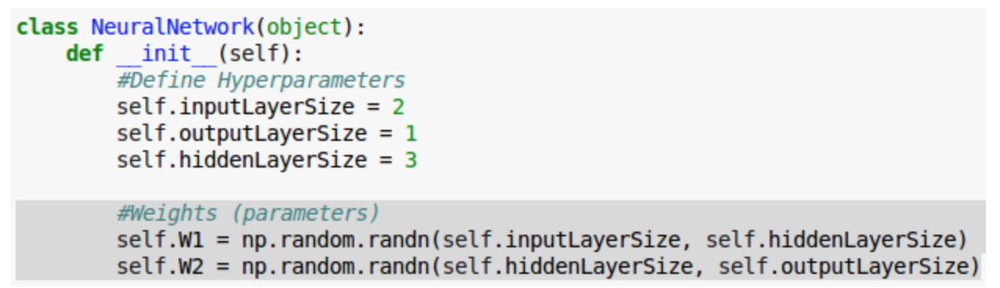 class NeuralNetwork(object):
    def __init__(self):
        #Define Hyperparameters
        self.inputLayerSize = 2
        self.outputLayerSize = 1
        self.hiddenLayerSize = 3

        #Weights (parameters)
        self.W1 = np.random.randn(self.inputLayerSize, self.hiddenLayerSize)
        self.W2 = np.random.randn(self.hiddenLayerSize, self.outputLayerSize)